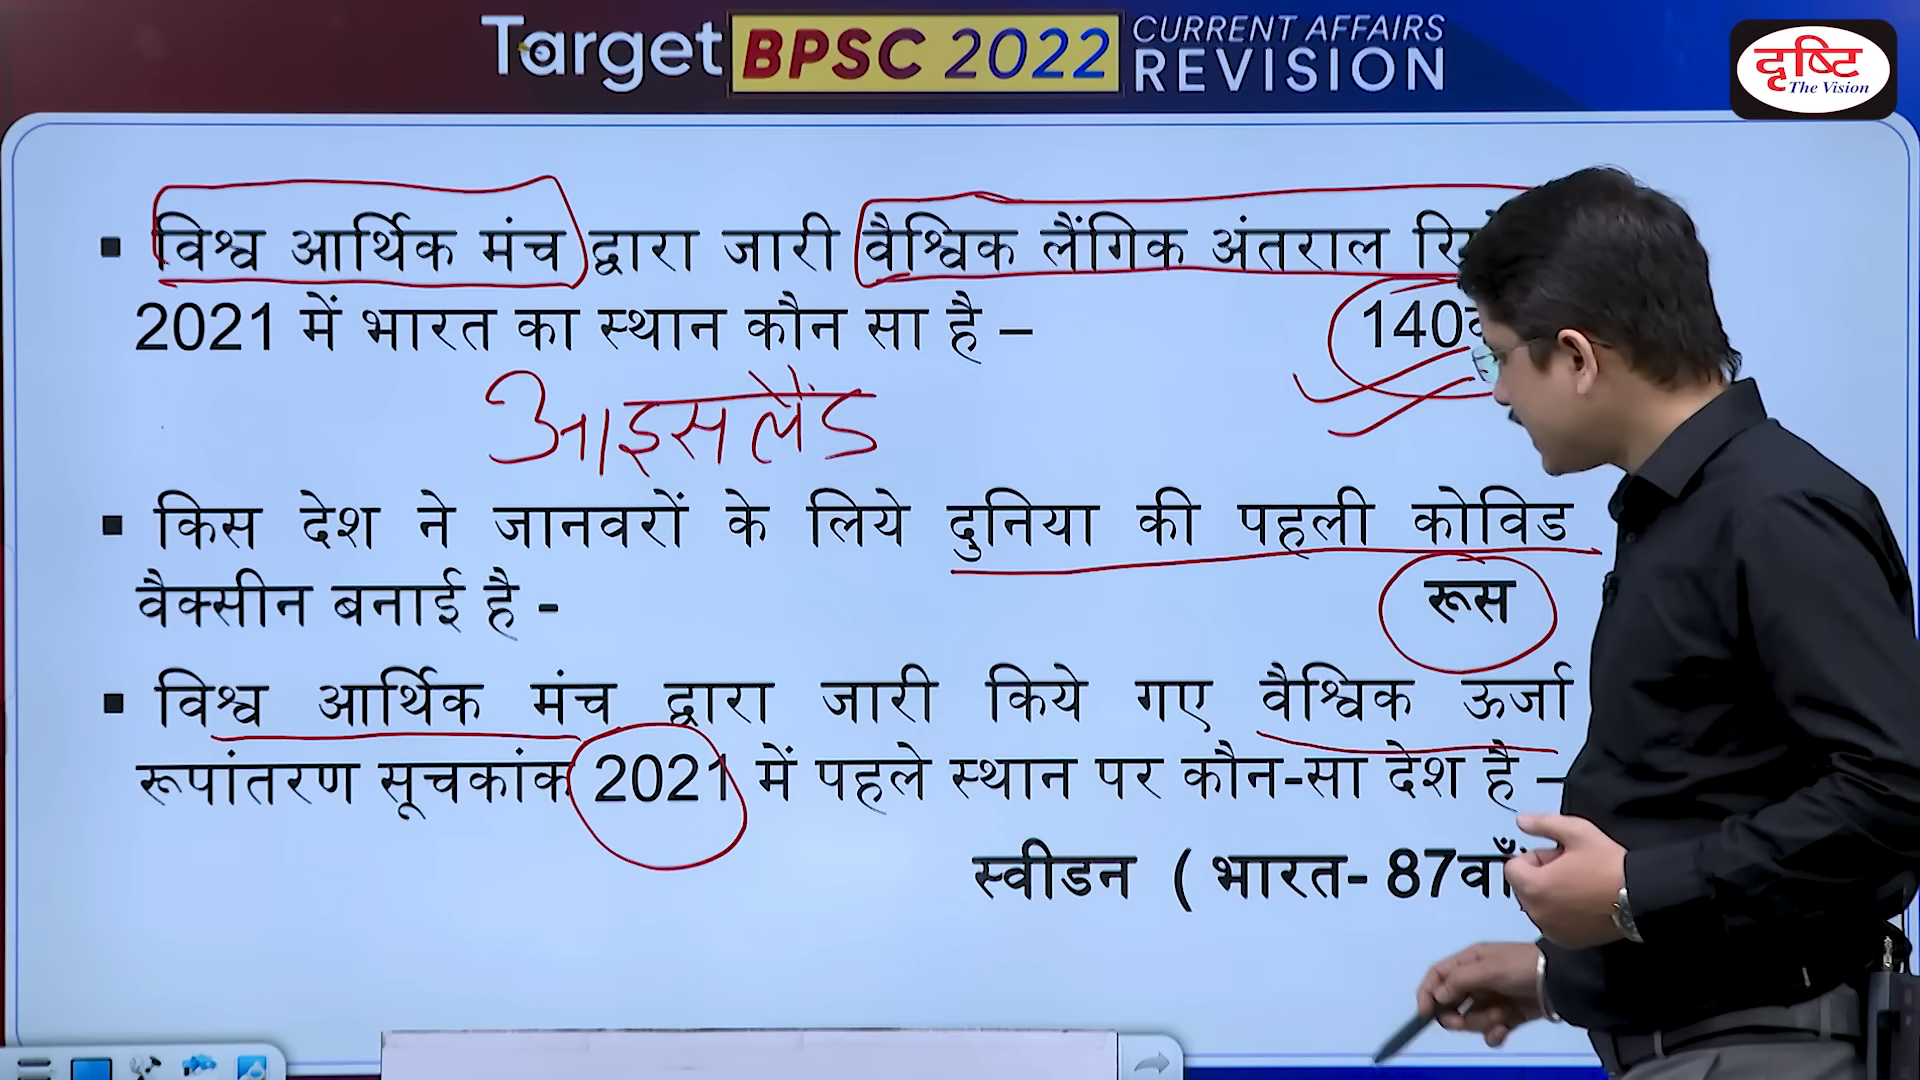 Target BPSC 2022 CURRENT AFFAIRS
REVISION
दृष्टि
The Vision
▪ विश्व आर्थिक मंच द्वारा जारी वैश्विक लैंगिक अंतराल
2021 में भारत का स्थान कौन सा है –
आइसलैंड
▪ किस देश ने जानवरों के लिये दुनिया की पहली कोविड
वैक्सीन बनाई है -
रूस
▪ विश्व आर्थिक मंच द्वारा जारी किये गए वैश्विक ऊर्जा
रूपांतरण सूचकांक 2021 में पहले स्थान पर कौन-सा देश है –
स्वीडन ( भारत- 87वाँ